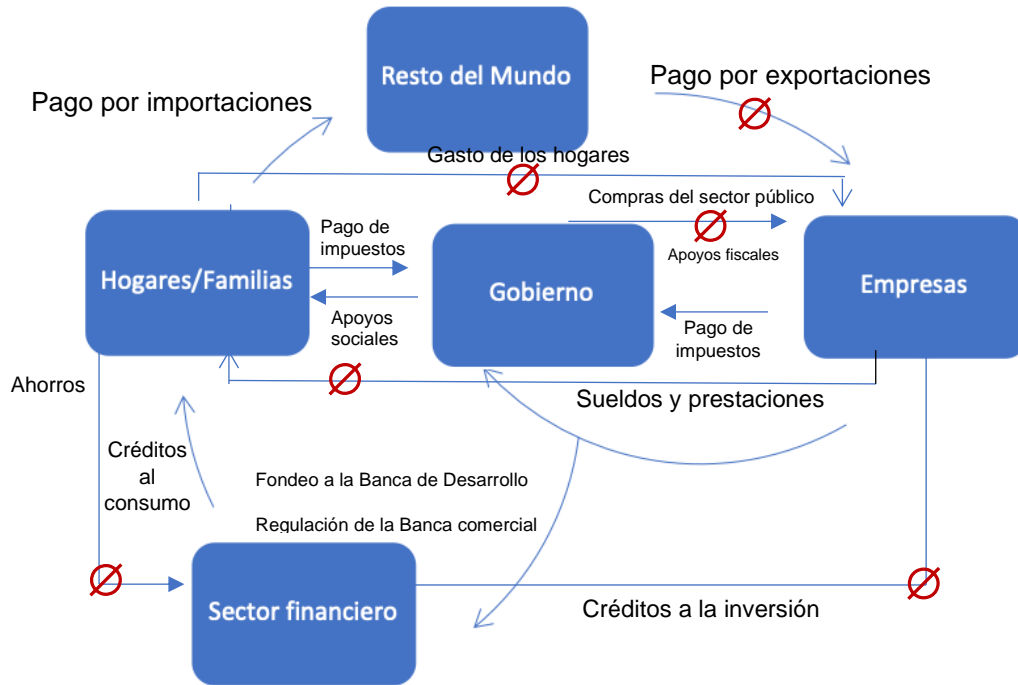 Resto del Mundo
Pago por exportaciones
Pago por importaciones
Gasto de los hogares
Compras del sector público
Pago de
impuestos
Apoyos fiscales
Hogares/Familias
Gobierno
Empresas
Apoyos
sociales
Pago de
impuestos
Ahorros
Sueldos y prestaciones
Créditos
al
consumo
Fondeo a la Banca de Desarrollo
Regulación de la Banca comercial
Sector financiero
Créditos a la inversión